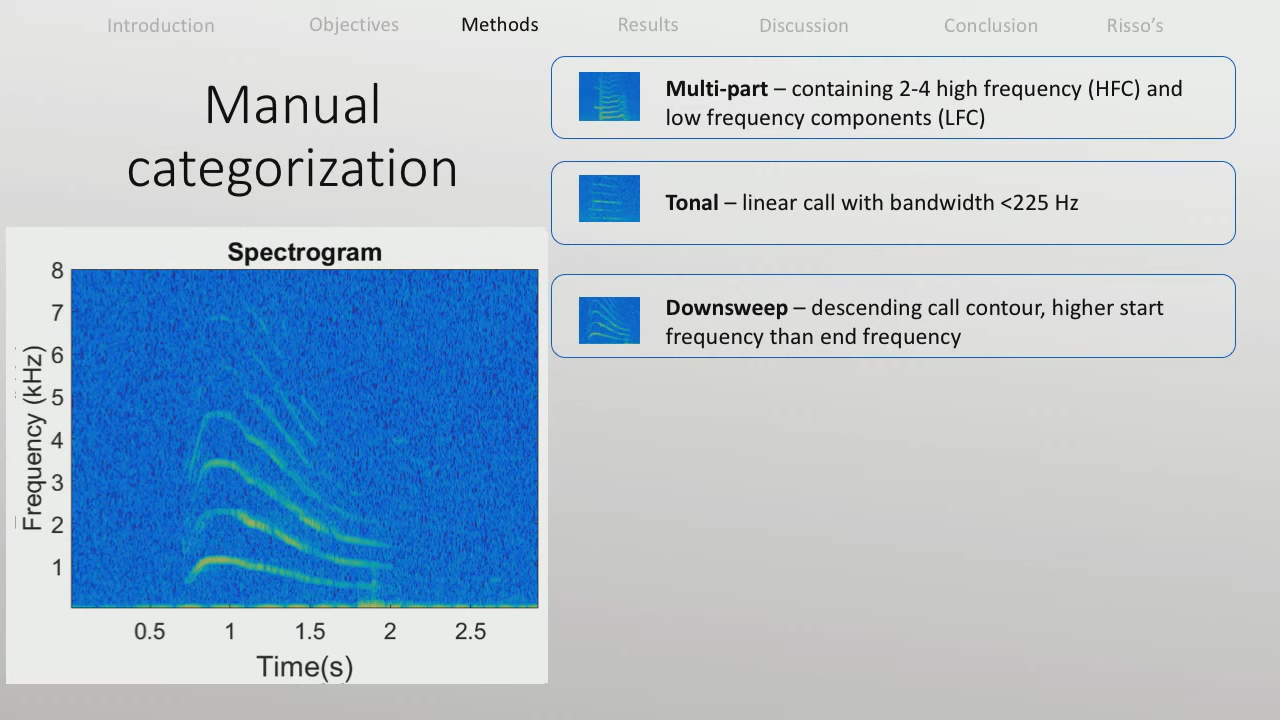 Introduction Objectives Methods Results Discussion Conclusion Risso’s
Manual
categorization
Multi-part – containing 2-4 high frequency (HFC) and
low frequency components (LFC)
Tonal – linear call with bandwidth <225 Hz
Downsweep – descending call contour, higher start
frequency than end frequency
Spectrogram
Frequency (kHz)
8
7
6
5
4
3
2
1
0.5 1 1.5 2 2.5
Time(s)